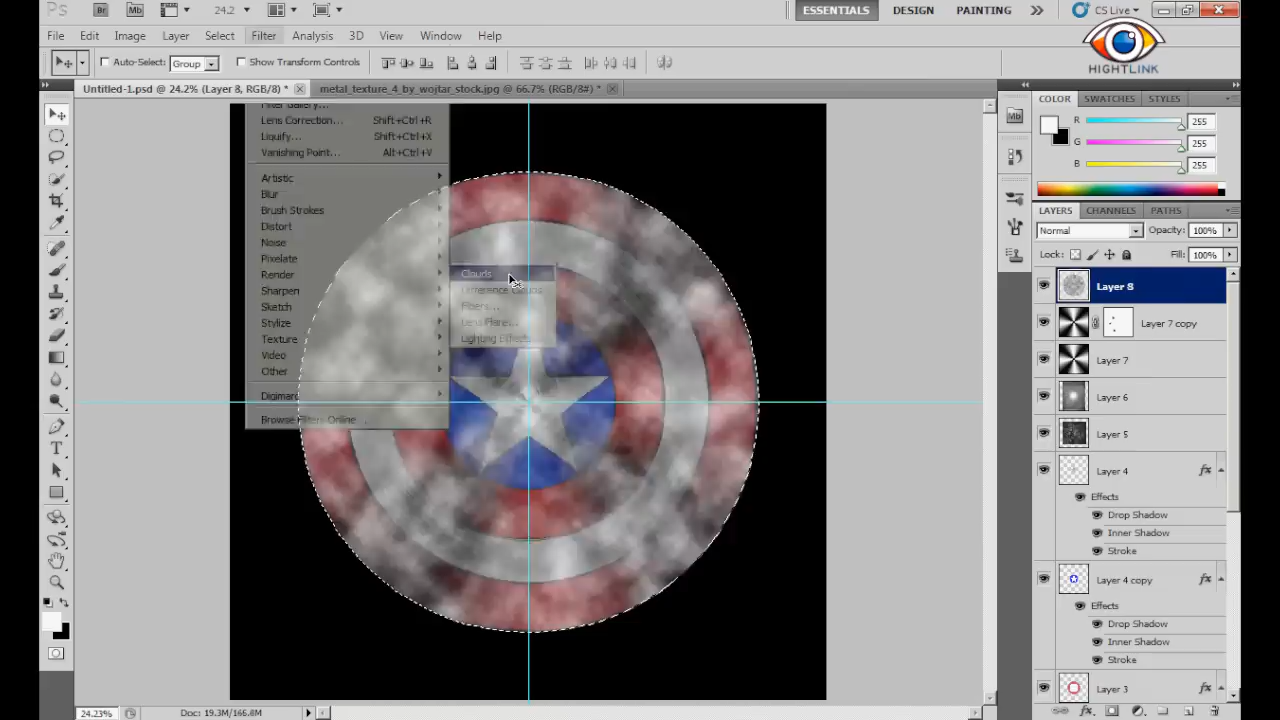 Ps Br Mb 24.2 ESSENTIALS DESIGN PAINTING CS Live
File Edit Image Layer Select Filter Analysis 3D View Window Help
HIGHTLINK
Auto-Select: Group Show Transform Controls
Untitled-1.psd @ 24.2% (Layer 8, RGB/8) * metal_texture_4_by_wojtar_stock.jpg @ 66.7% (RGB/8#) *
Filter Gallery...
Lens Correction... Shift+Ctrl+R
Liquify... Shift+Ctrl+X
Vanishing Point... Alt+Ctrl+V
Artistic
Blur
Brush Strokes
Distort
Noise
Pixelate
Render
Sharpen
Sketch
Stylize
Texture
Video
Other
Digimarc
Browse Filters Online...
Clouds
Difference Clouds
Fibers...
Lens Flare...
Lighting Effects...
Mb
COLOR SWATCHES STYLES
R 255
G 255
B 255
LAYERS CHANNELS PATHS
Normal Opacity: 100%
Lock: Fill: 100%
Layer 8
Layer 7 copy
Layer 7
Layer 6
Layer 5
Layer 4 fx
Effects
Drop Shadow
Inner Shadow
Stroke
Layer 4 copy fx
Effects
Drop Shadow
Inner Shadow
Stroke
Layer 3 fx
24.23% Doc: 19.3M/166.8M